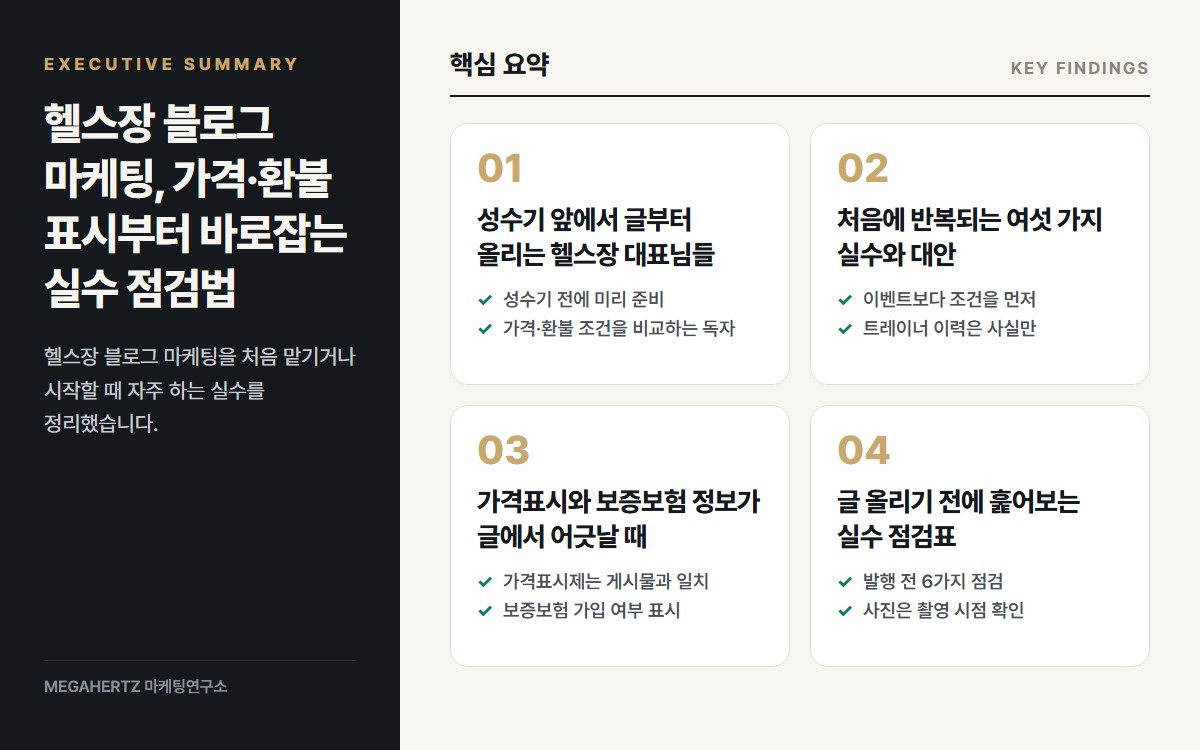 EXECUTIVE SUMMARY
헬스장 블로그
마케팅, 가격·환불
표시부터 바로잡는
실수 점검법
헬스장 블로그 마케팅을 처음 맡기거나
시작할 때 자주 하는 실수를
정리했습니다.
MEGAHERTZ 마케팅연구소
핵심 요약
KEY FINDINGS
01
성수기 앞에서 글부터
올리는 헬스장 대표님들
성수기 전에 미리 준비
가격·환불 조건을 비교하는 독자
02
처음에 반복되는 여섯 가지
실수와 대안
이벤트보다 조건을 먼저
트레이너 이력은 사실만
03
가격표시와 보증보험 정보가
글에서 어긋날 때
가격표시제는 게시물과 일치
보증보험 가입 여부 표시
04
글 올리기 전에 훑어보는
실수 점검표
발행 전 6가지 점검
사진은 촬영 시점 확인